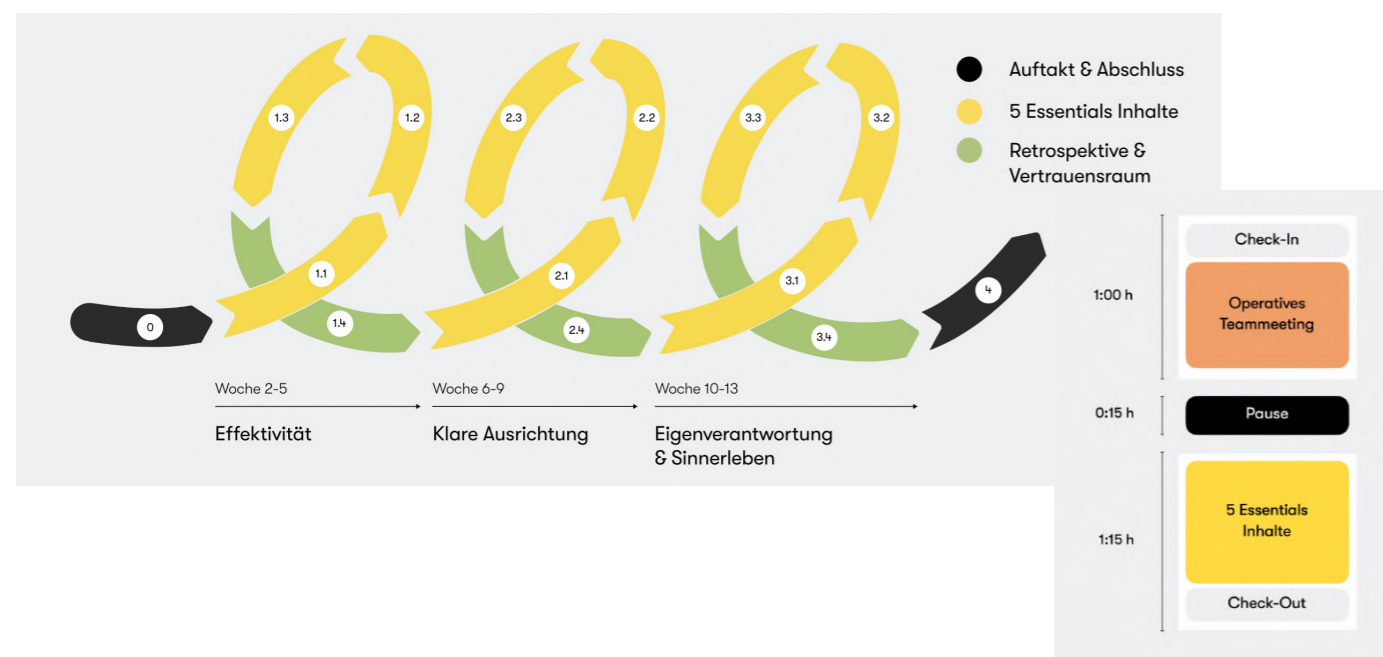 1.3
1.2
2.3
2.2
3.3
3.2
1.1
2.1
3.1
0
1.4
2.4
3.4
4
Woche 2-5
Effektivität
Woche 6-9
Klare Ausrichtung
Woche 10-13
Eigenverantwortung
& Sinnerleben
Auftakt & Abschluss
5 Essentials Inhalte
Retrospektive &
Vertrauensraum
Check-In
1:00 h
Operatives
Teammeeting
0:15 h
Pause
1:15 h
5 Essentials
Inhalte
Check-Out